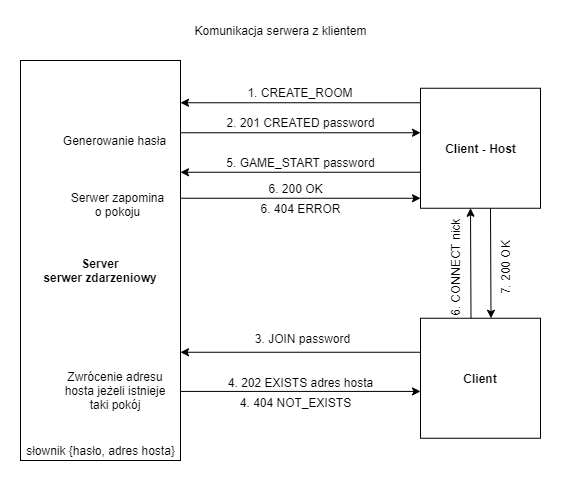 Komunikacja serwera z klientem
1. CREATE_ROOM
2. 201 CREATED password
Generowanie hasła
Client - Host
5. GAME_START password
6. 200 OK
6. 404 ERROR
Serwer zapomina
o pokoju
Server
serwer zdarzeniowy
6. CONNECT nick
7. 200 OK
3. JOIN password
Zwrócenie adresu
hosta jeżeli istnieje
taki pokój
4. 202 EXISTS adres hosta
4. 404 NOT_EXISTS
Client
słownik {hasło, adres hosta}